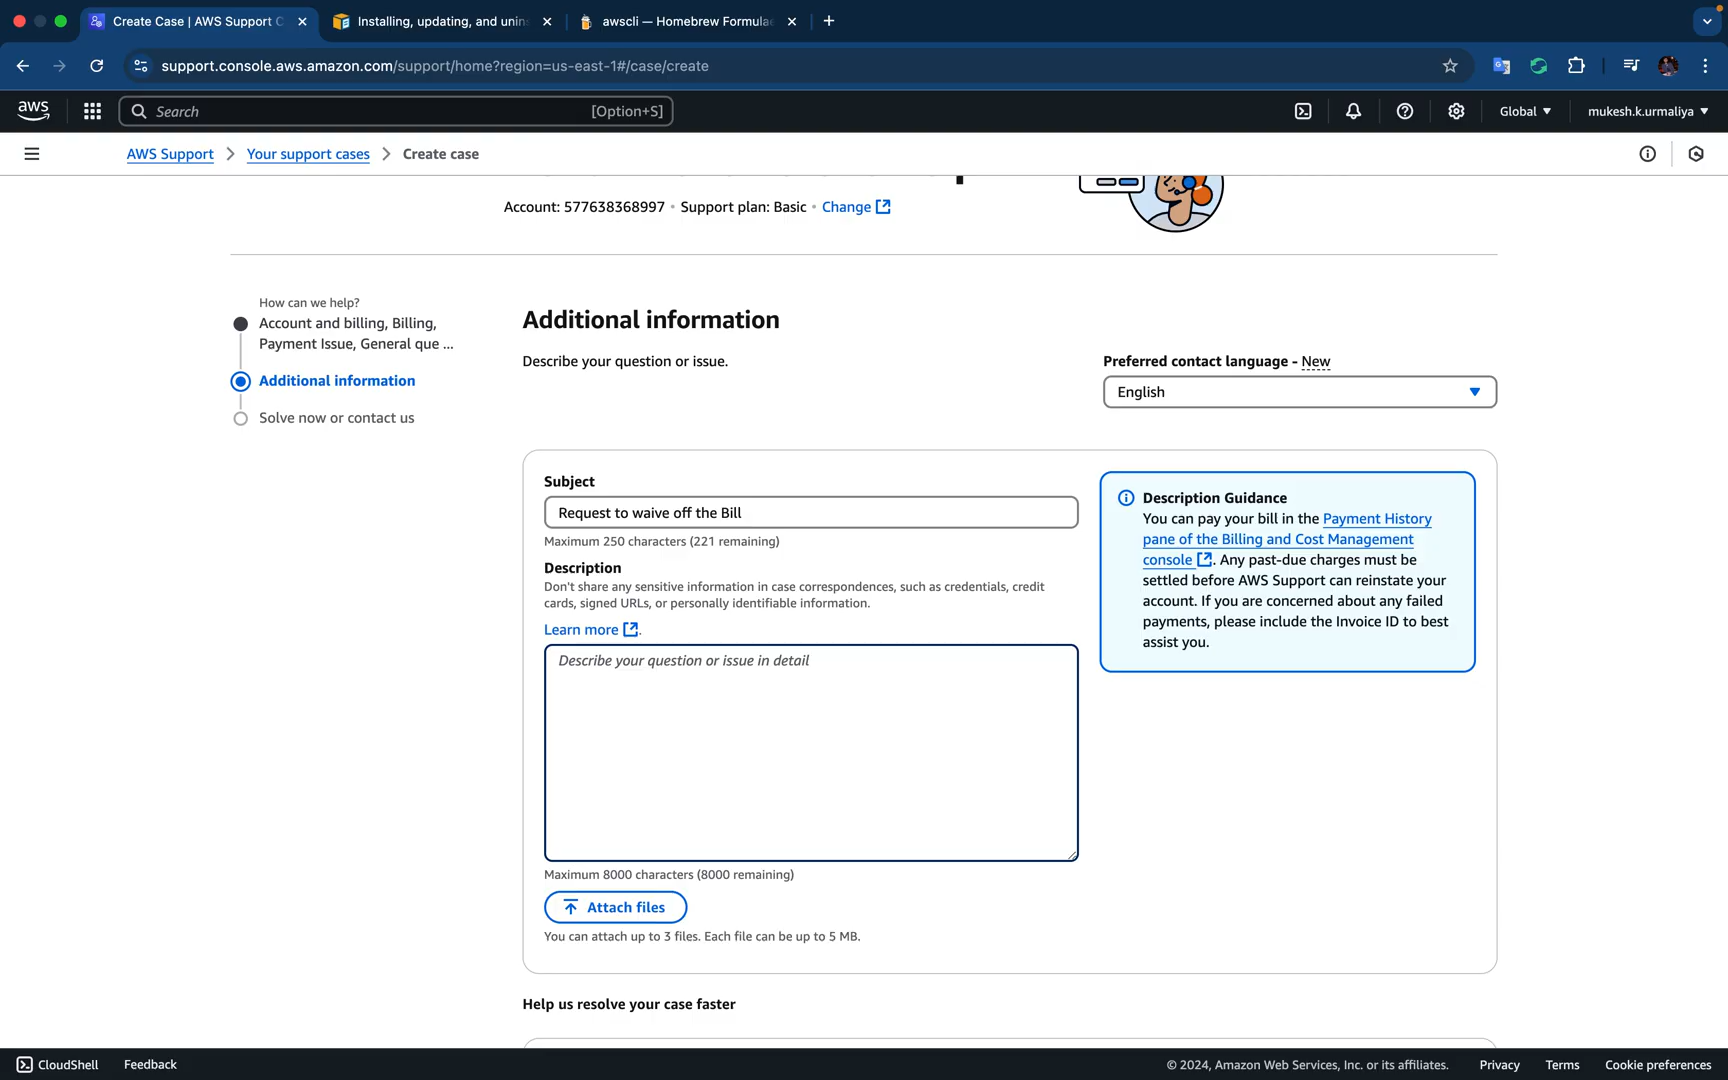 Create Case | AWS Support C
Installing, updating, and unin
awscli — Homebrew Formulae
support.console.aws.amazon.com/support/home?region=us-east-1#/case/create
aws
Search
[Option+S]
Global
mukesh.k.urmaliya
AWS Support
Your support cases
Create case
Account: 577638368997 • Support plan: Basic • Change
How can we help?
Account and billing, Billing,
Payment Issue, General que ...
Additional information
Solve now or contact us
Additional information
Describe your question or issue.
Preferred contact language - New
English
Subject
Request to waive off the Bill
Maximum 250 characters (221 remaining)
Description
Don't share any sensitive information in case correspondences, such as credentials, credit
cards, signed URLs, or personally identifiable information.
Learn more.
Describe your question or issue in detail
Maximum 8000 characters (8000 remaining)
Attach files
You can attach up to 3 files. Each file can be up to 5 MB.
Description Guidance
You can pay your bill in the Payment History
pane of the Billing and Cost Management
console. Any past-due charges must be
settled before AWS Support can reinstate your
account. If you are concerned about any failed
payments, please include the Invoice ID to best
assist you.
Help us resolve your case faster
CloudShell
Feedback
© 2024, Amazon Web Services, Inc. or its affiliates.
Privacy
Terms
Cookie preferences